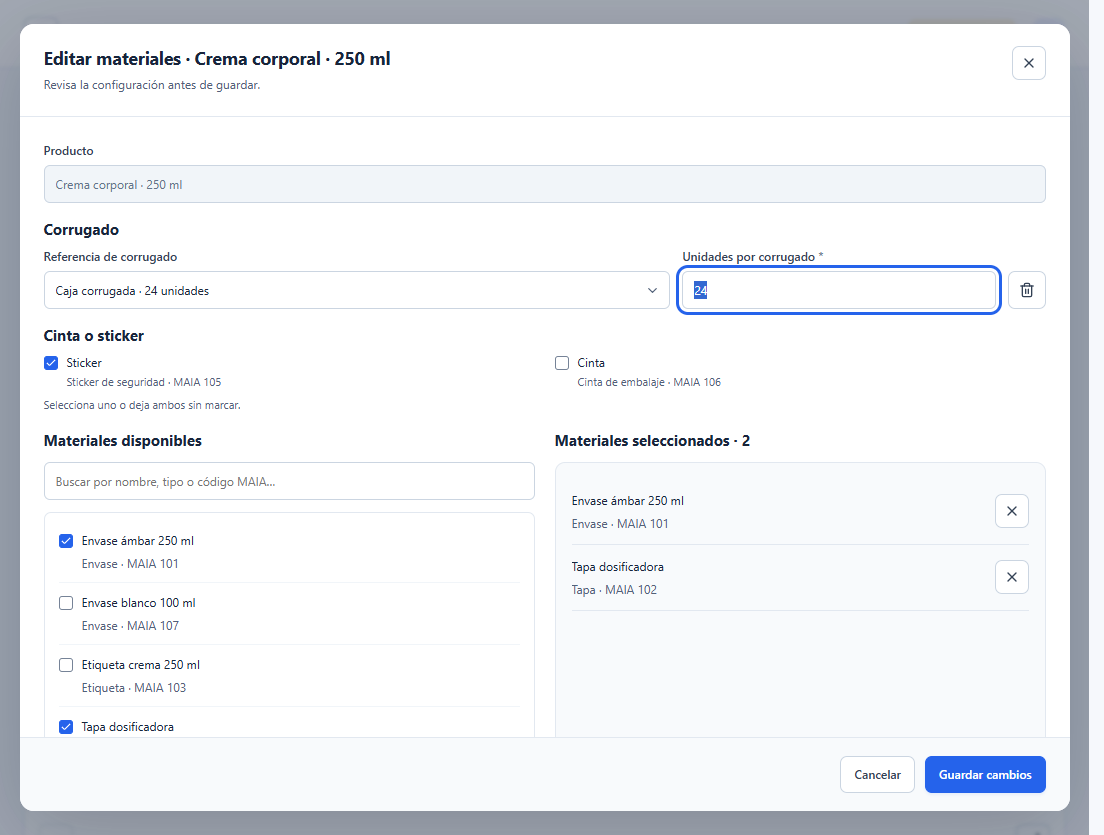 Editar materiales · Crema corporal · 250 ml
Revisa la configuración antes de guardar.
Producto
Crema corporal · 250 ml
Corrugado
Referencia de corrugado
Unidades por corrugado *
Caja corrugada · 24 unidades
24
Cinta o sticker
Sticker
Sticker de seguridad · MAIA 105
Cinta
Cinta de embalaje · MAIA 106
Selecciona uno o deja ambos sin marcar.
Materiales disponibles
Buscar por nombre, tipo o código MAIA...
Envase ámbar 250 ml
Envase · MAIA 101
Envase blanco 100 ml
Envase · MAIA 107
Etiqueta crema 250 ml
Etiqueta · MAIA 103
Tapa dosificadora
Materiales seleccionados · 2
Envase ámbar 250 ml
Envase · MAIA 101
Tapa dosificadora
Tapa · MAIA 102
Cancelar
Guardar cambios